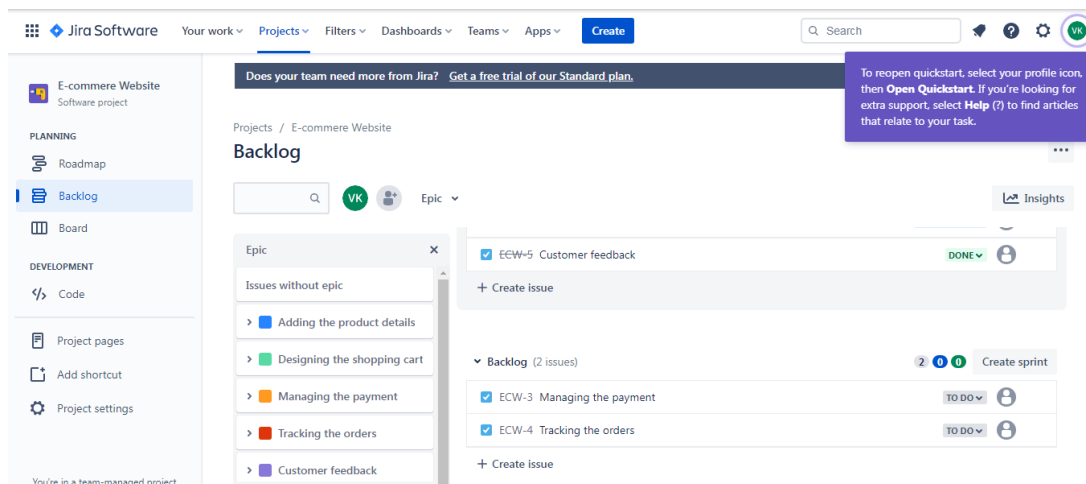 Jira Software Your work Projects Filters Dashboards Teams Apps Create Search VK
E-commere Website
Software project
PLANNING
Roadmap
Backlog
Board
DEVELOPMENT
Code
Project pages
Add shortcut
Project settings
You're in a team-managed project
Does your team need more from Jira? Get a free trial of our Standard plan.
To reopen quickstart, select your profile icon,
then Open Quickstart. If you're looking for
extra support, select Help (?) to find articles
that relate to your task.
Projects / E-commere Website
Backlog
VK Epic Insights
Epic
Issues without epic
Adding the product details
Designing the shopping cart
Managing the payment
Tracking the orders
Customer feedback
ECW-5 Customer feedback DONE
+ Create issue
Backlog (2 issues) 2 0 0 Create sprint
ECW-3 Managing the payment TO DO
ECW-4 Tracking the orders TO DO
+ Create issue